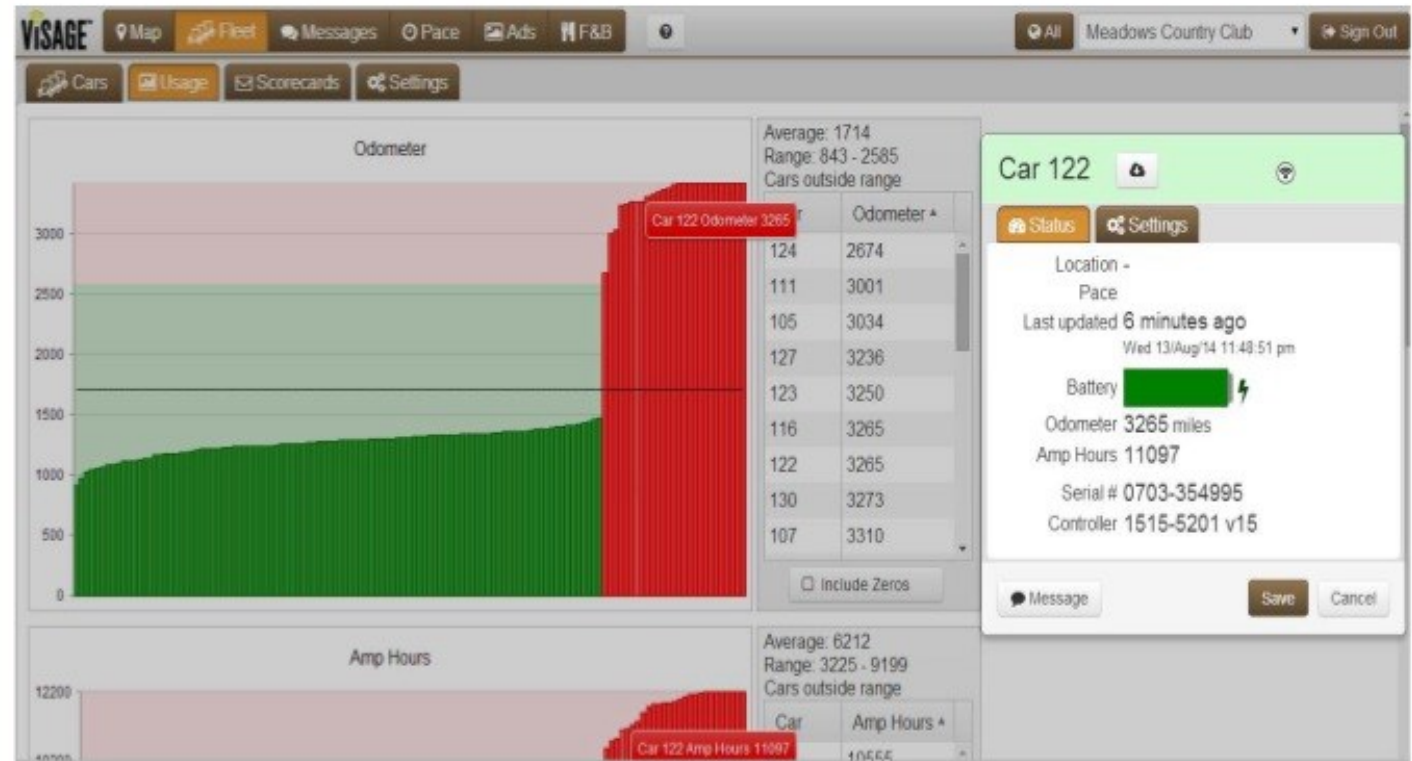 ViSAGE Map Fleet Messages Pace Ads F&B All Meadows Country Club Sign Out
Cars Usage Scorecards Settings
Odometer
3000
2500
2000
1500
1000
500
0
Car 122 Odometer 3265
Average: 1714
Range: 843 - 2585
Cars outside range
Odometer
124 2674
111 3001
105 3034
127 3236
123 3250
116 3265
122 3265
130 3273
107 3310
Include Zeros
Car 122
Status Settings
Location -
Pace
Last updated 6 minutes ago
Wed 13/Aug/14 11:48:51 pm
Battery
Odometer 3265 miles
Amp Hours 11097
Serial # 0703-354995
Controller 1515-5201 v15
Message Save Cancel
Amp Hours
12200
Car 122 Amp Hours 11097
Average: 6212
Range: 3225 - 9199
Cars outside range
Car Amp Hours
10555